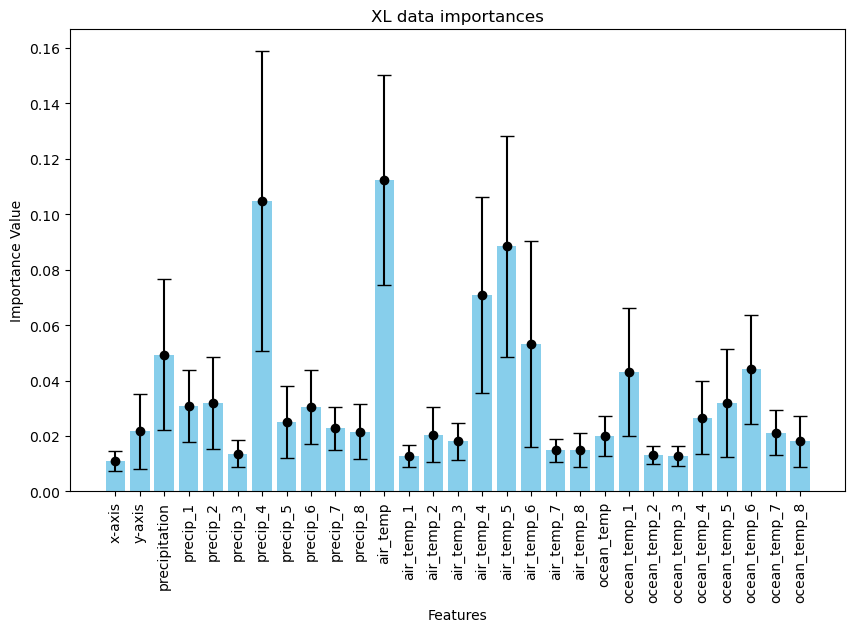 XL data importances
Importance Value
0.16
0.14
0.12
0.10
0.08
0.06
0.04
0.02
0.00
x-axis
y-axis
precipitation
precip_1
precip_2
precip_3
precip_4
precip_5
precip_6
precip_7
precip_8
air_temp
air_temp_1
air_temp_2
air_temp_3
air_temp_4
air_temp_5
air_temp_6
air_temp_7
air_temp_8
ocean_temp
ocean_temp_1
ocean_temp_2
ocean_temp_3
ocean_temp_4
ocean_temp_5
ocean_temp_6
ocean_temp_7
ocean_temp_8
Features